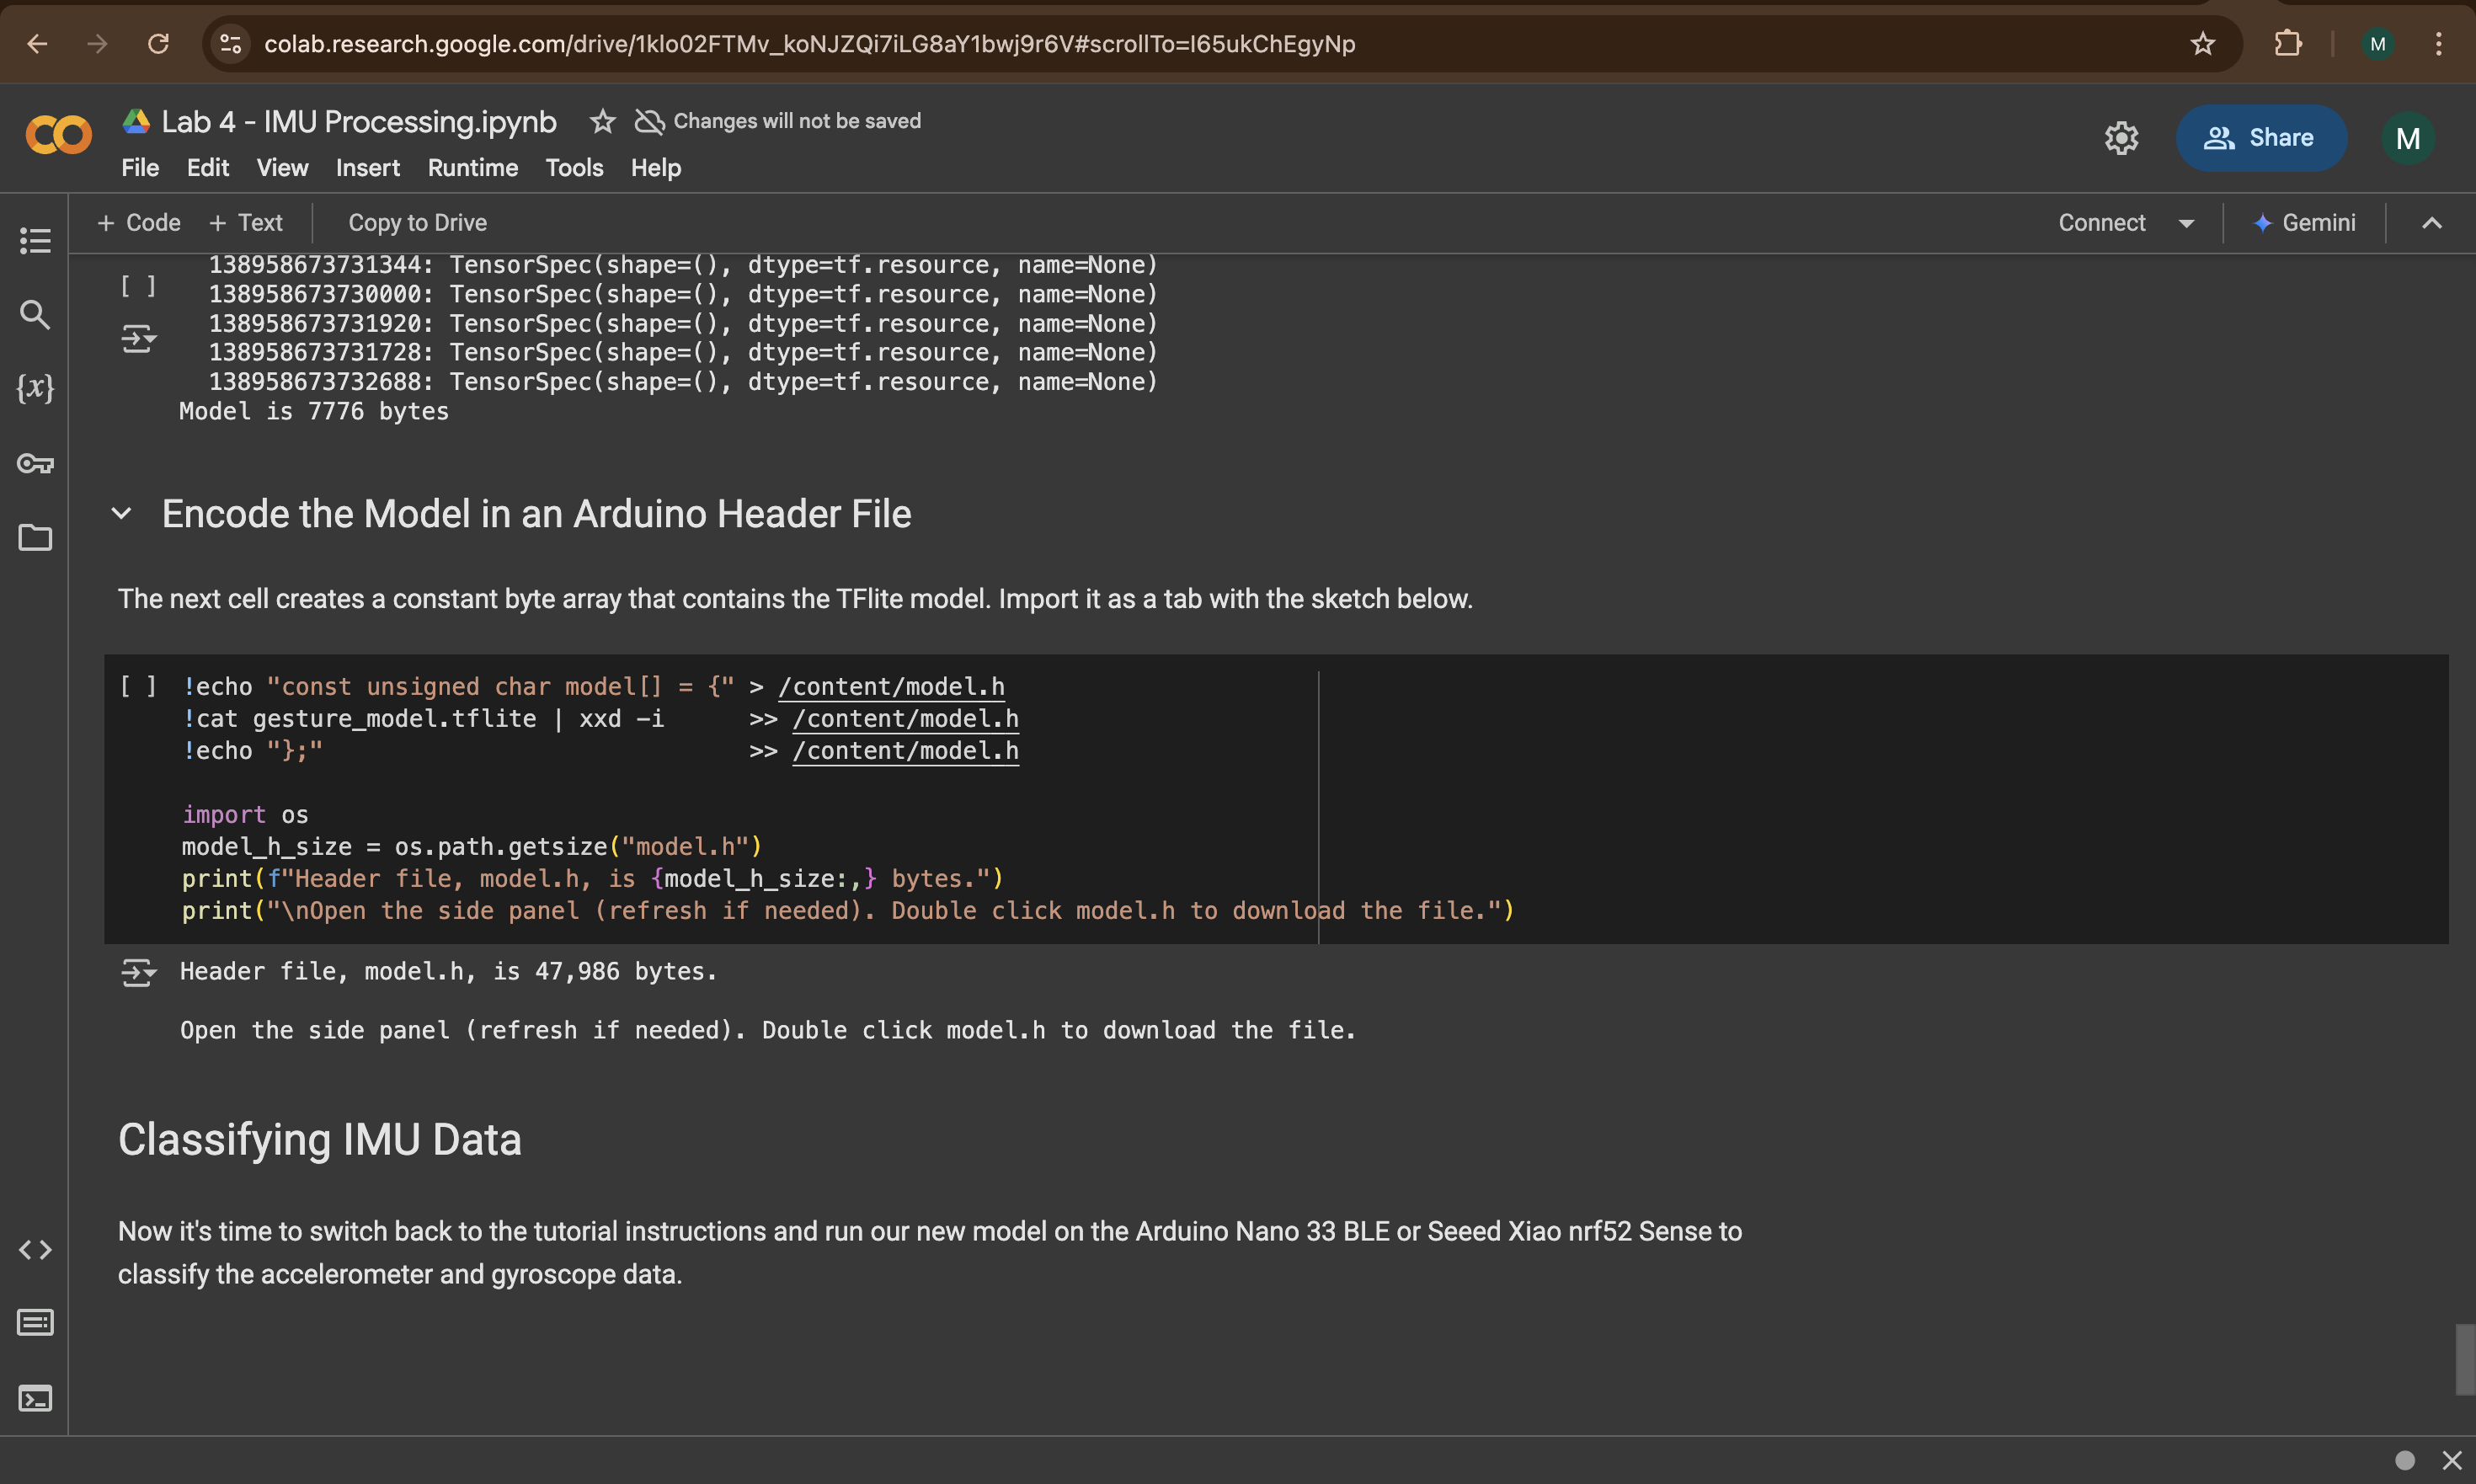 colab.research.google.com/drive/1klo02FTMv_koNJZQi7iLG8aY1bwj9r6V#scrollTo=I65ukChEgyNp
M
Lab 4 - IMU Processing.ipynb
Changes will not be saved
File Edit View Insert Runtime Tools Help
Share
M
+ Code + Text Copy to Drive
Connect
Gemini
138958673731344: TensorSpec(shape=(), dtype=tf.resource, name=None)
[ ]
138958673730000: TensorSpec(shape=(), dtype=tf.resource, name=None)
138958673731920: TensorSpec(shape=(), dtype=tf.resource, name=None)
138958673731728: TensorSpec(shape=(), dtype=tf.resource, name=None)
138958673732688: TensorSpec(shape=(), dtype=tf.resource, name=None)
Model is 7776 bytes
{x}
Encode the Model in an Arduino Header File
The next cell creates a constant byte array that contains the TFlite model. Import it as a tab with the sketch below.
[ ] !echo "const unsigned char model[] = {" > /content/model.h
!cat gesture_model.tflite | xxd -i      >> /content/model.h
!echo "};"                              >> /content/model.h
import os
model_h_size = os.path.getsize("model.h")
print(f"Header file, model.h, is {model_h_size:,} bytes.")
print("\nOpen the side panel (refresh if needed). Double click model.h to download the file.")
Header file, model.h, is 47,986 bytes.
Open the side panel (refresh if needed). Double click model.h to download the file.
Classifying IMU Data
Now it's time to switch back to the tutorial instructions and run our new model on the Arduino Nano 33 BLE or Seeed Xiao nrf52 Sense to
classify the accelerometer and gyroscope data.